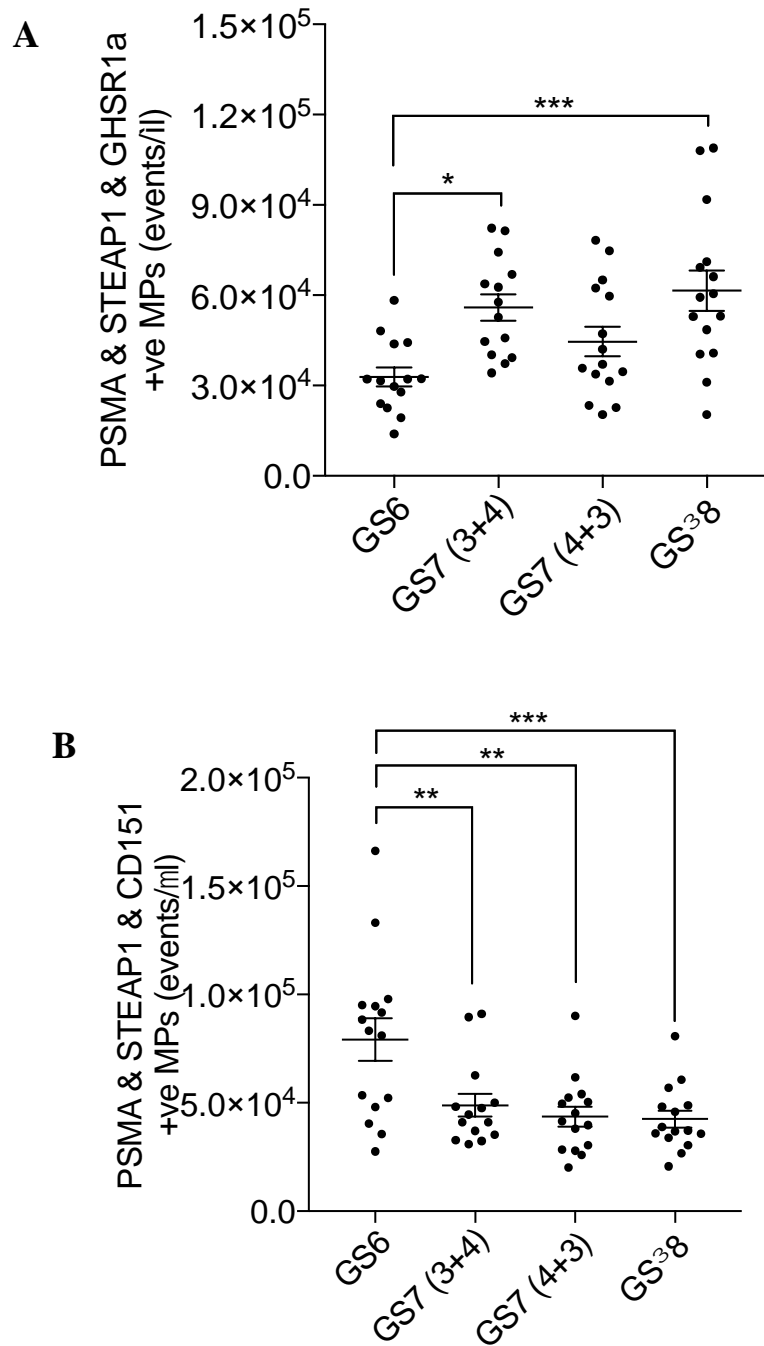 A
PSMA & STEAP1 & GHSR1a
+ve MPs (events/ìl)
1.5×10⁵
1.2×10⁵
9.0×10⁴
6.0×10⁴
3.0×10⁴
0.0
***
*
GS6
GS7 (3+4)
GS7 (4+3)
GS³8
B
PSMA & STEAP1 & CD151
+ve MPs (events/ml)
2.0×10⁵
1.5×10⁵
1.0×10⁵
5.0×10⁴
0.0
***
**
**
GS6
GS7 (3+4)
GS7 (4+3)
GS³8